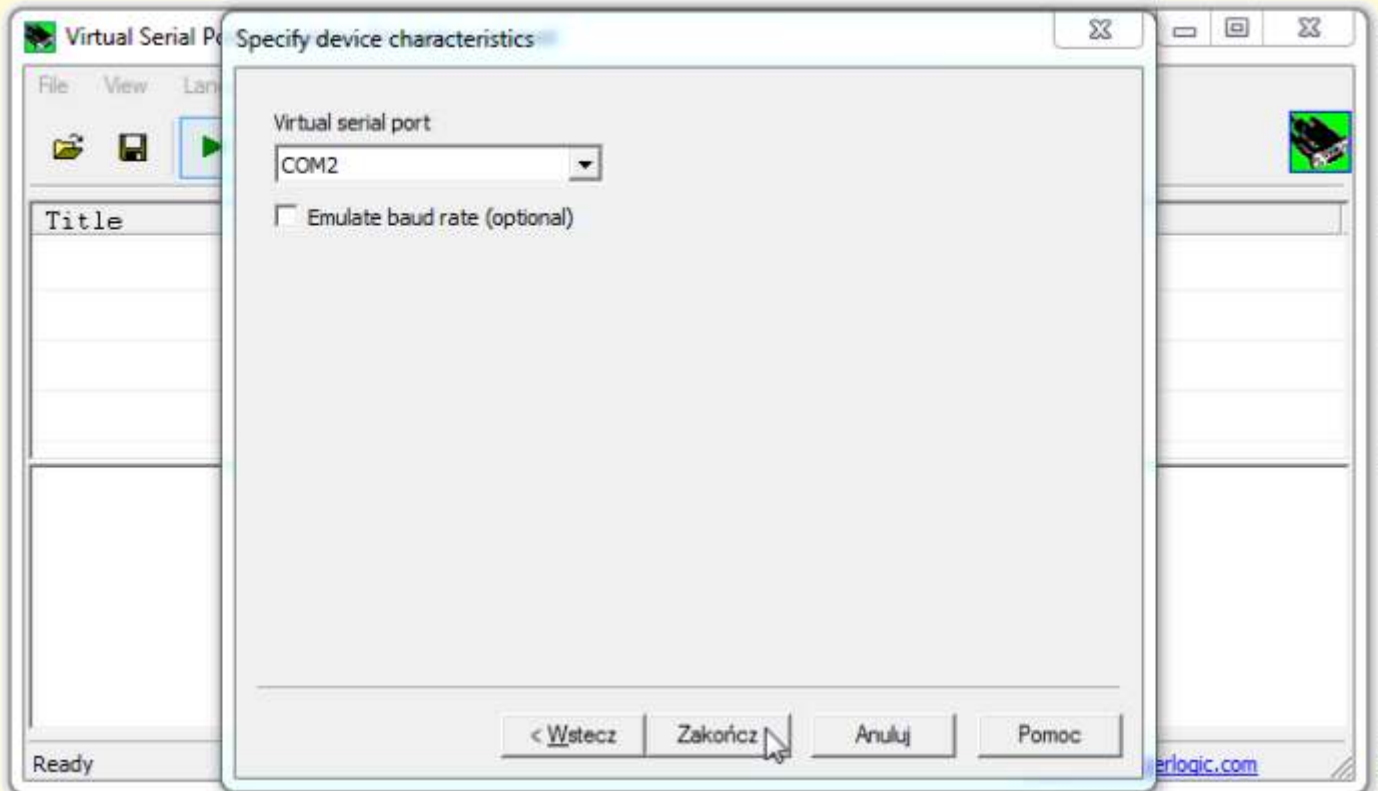 Virtual Serial Po
Specify device characteristics
File View Lan
Virtual serial port
COM2
Emulate baud rate (optional)
Title
< Wstecz
Zakończ
Anuluj
Pomoc
Ready
erlogic.com